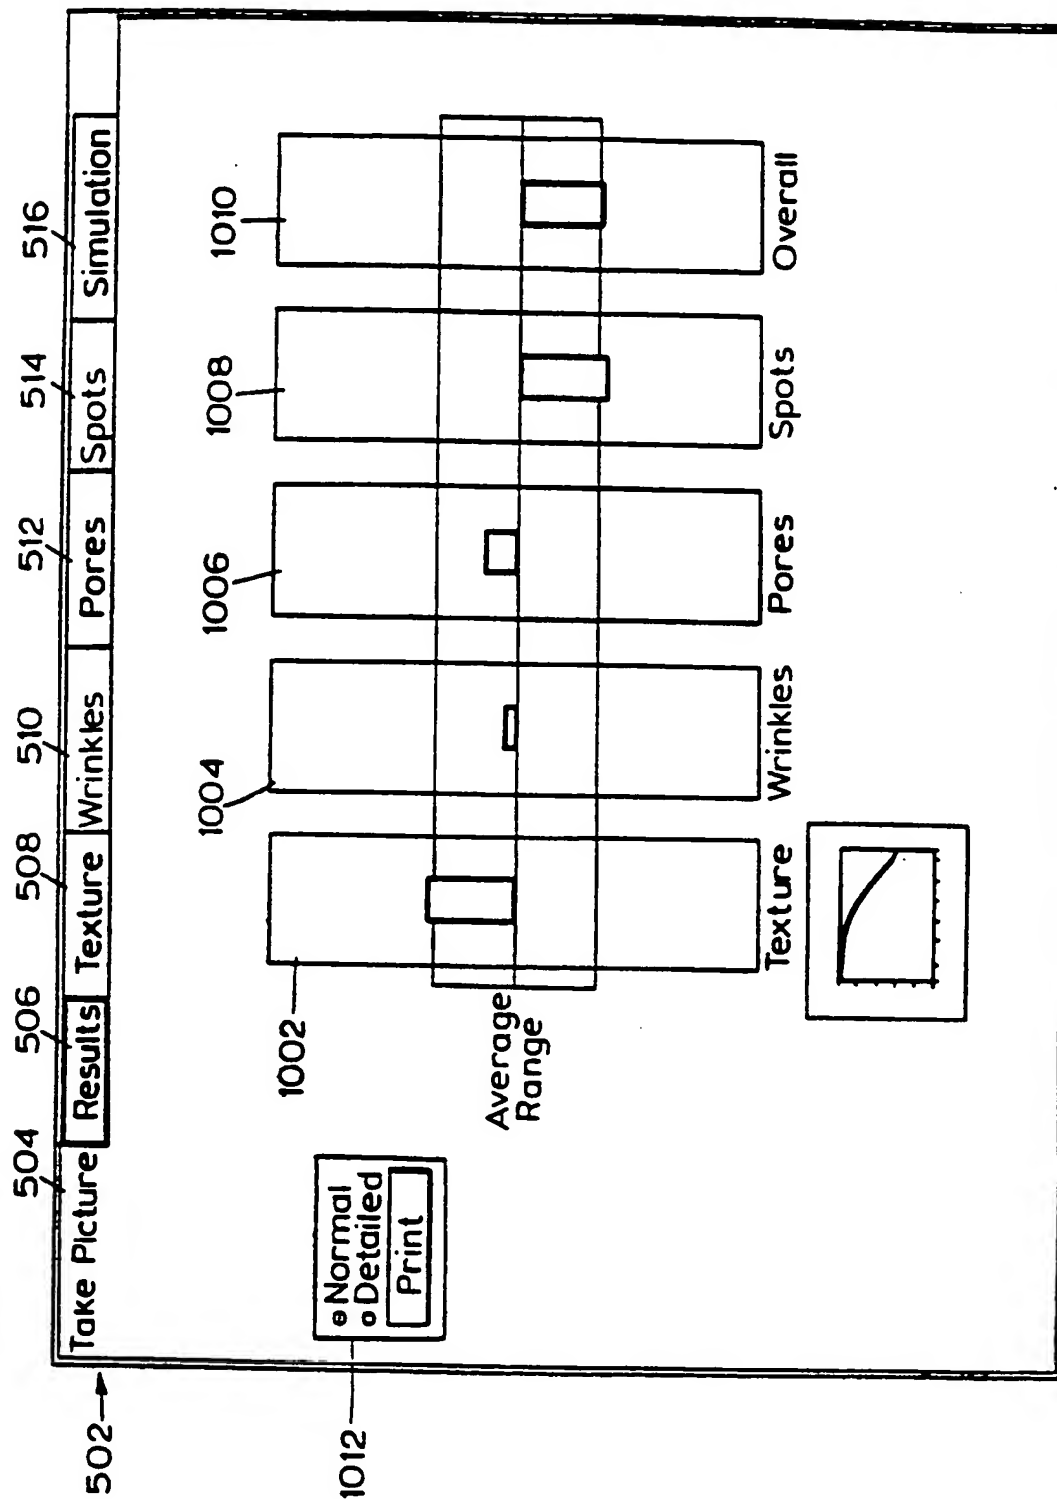 504 506 508 510 512 514 516
502
Take Picture Results Texture Wrinkles Pores Spots Simulation
1002 1004 1006 1008 1010
1012
Normal
Detailed
Print
Average
Range
Texture Wrinkles Pores Spots Overall